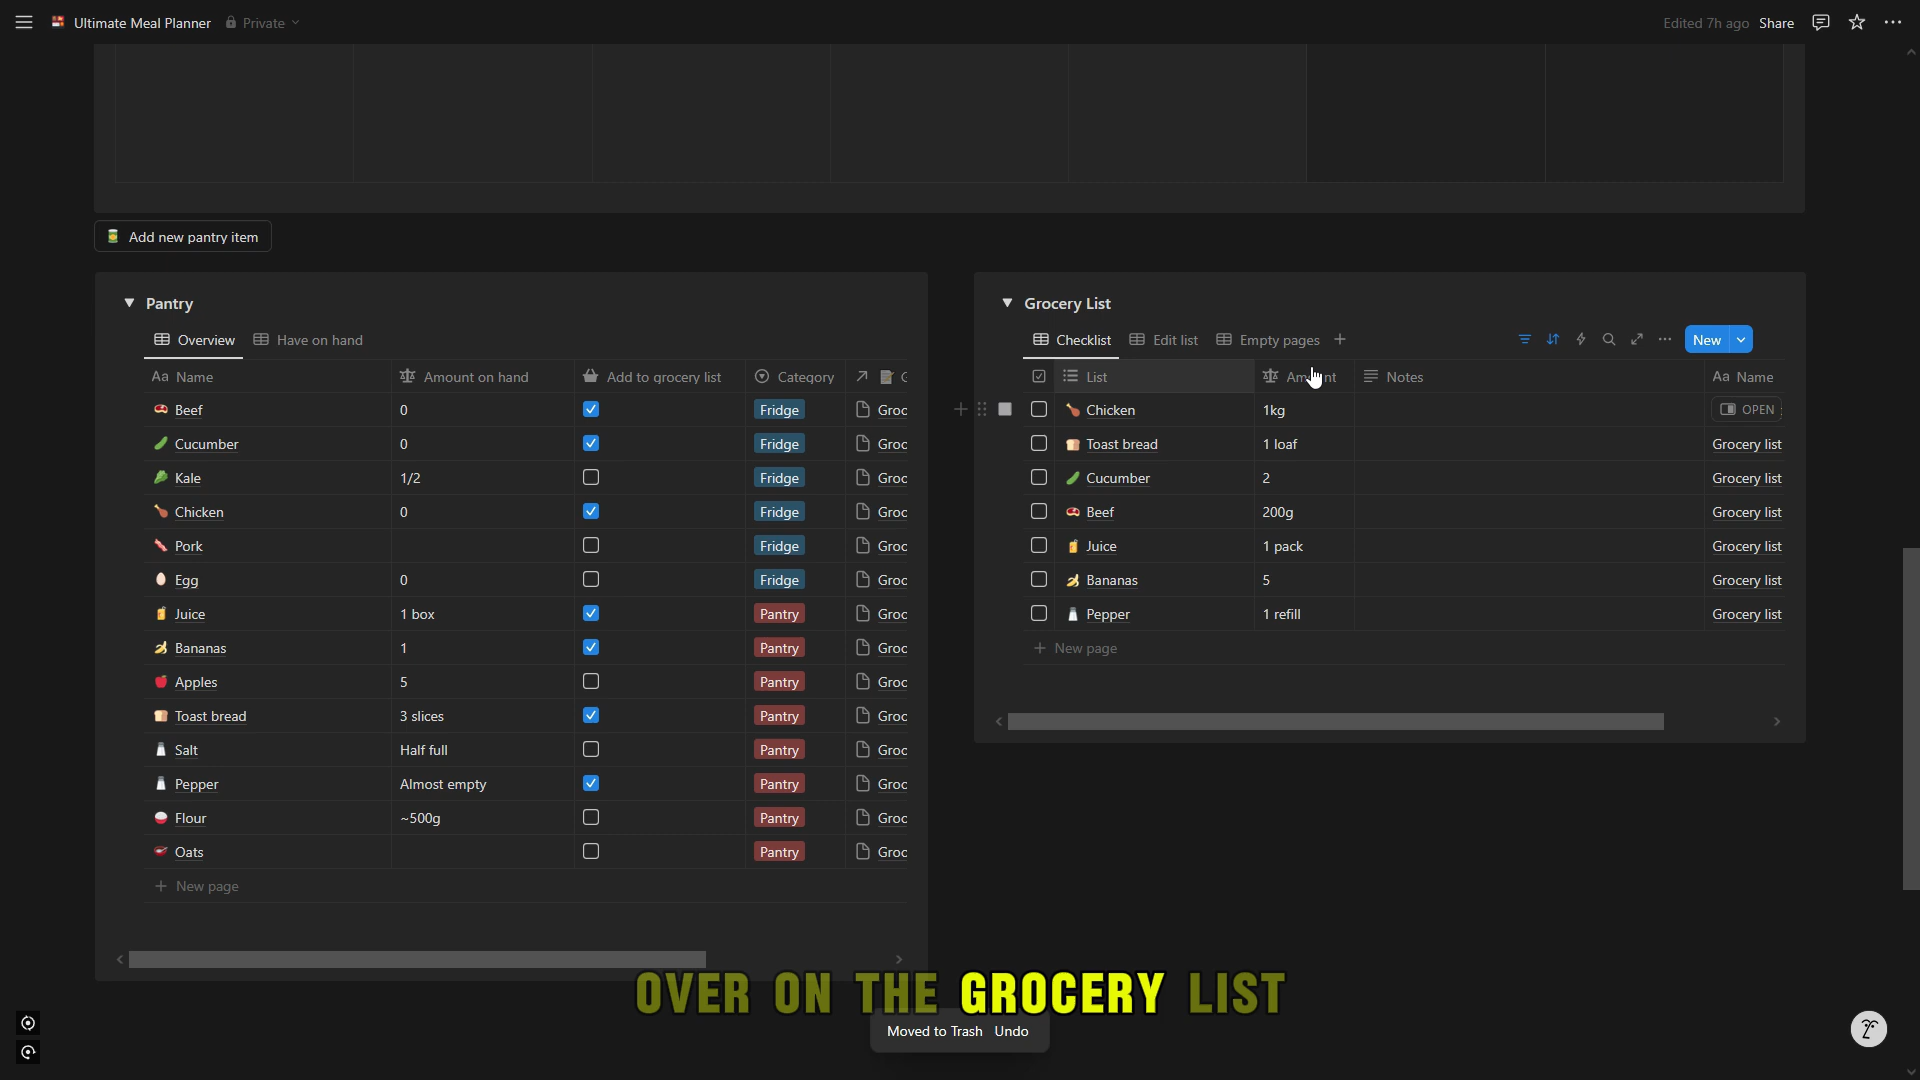 Ultimate Meal Planner Private
Edited 7h ago Share
Add new pantry item
Pantry
Overview Have on hand
Aa Name Amount on hand Add to grocery list Category
Beef 0 Fridge Groc
Cucumber 0 Fridge Groc
Kale 1/2 Fridge Groc
Chicken 0 Fridge Groc
Pork Fridge Groc
Egg 0 Fridge Groc
Juice 1 box Pantry Groc
Bananas 1 Pantry Groc
Apples 5 Pantry Groc
Toast bread 3 slices Pantry Groc
Salt Half full Pantry Groc
Pepper Almost empty Pantry Groc
Flour ~500g Pantry Groc
Oats Pantry Groc
+ New page
Grocery List
Checklist Edit list Empty pages +
New
List Amount Notes Aa Name
Chicken 1kg OPEN
Toast bread 1 loaf Grocery list
Cucumber 2 Grocery list
Beef 200g Grocery list
Juice 1 pack Grocery list
Bananas 5 Grocery list
Pepper 1 refill Grocery list
+ New page
OVER ON THE GROCERY LIST
Moved to Trash Undo